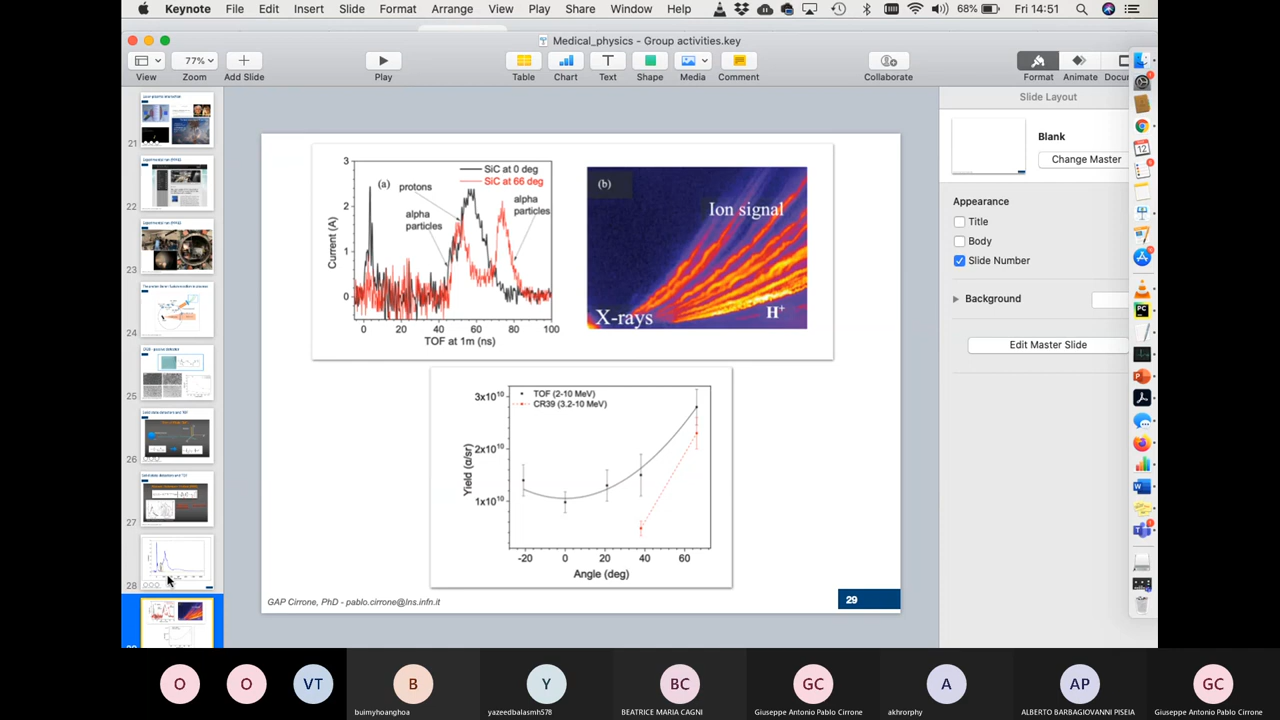 Keynote File Edit Insert Slide Format Arrange View Play Share Window Help 68% Fri 14:51
Medical_physics - Group activities.key
77%
View Zoom Add Slide Play Table Chart Text Shape Media Comment Collaborate Format Animate
21
22
23
24
25
26
27
28
3
2
1
0
Current (A)
(a)
SiC at 0 deg
SiC at 66 deg
protons
alpha
particles
alpha
particles
0 20 40 60 80 100
TOF at 1m (ns)
(b)
Ion signal
X-rays
H+
TOF (2-10 MeV)
CR39 (3.2-10 MeV)
3x10^10
2x10^10
1x10^10
Yield (d/sr)
-20 0 20 40 60
Angle (deg)
GAP Cirrone, PhD - pablo.cirrone@lns.infn.it
29
Slide Layout
Blank
Change Master
Appearance
Title
Body
Slide Number
Background
Edit Master Slide
O O VT B Y BC GC A AP GC
buimyhoanghoa
yazeedbalasmh578
BEATRICE MARIA CAGNI
Giuseppe Antonio Pablo Cirrone
akhrorphy
ALBERTO BARBAGIOVANNI PISEIA
Giuseppe Antonio Pablo Cirrone